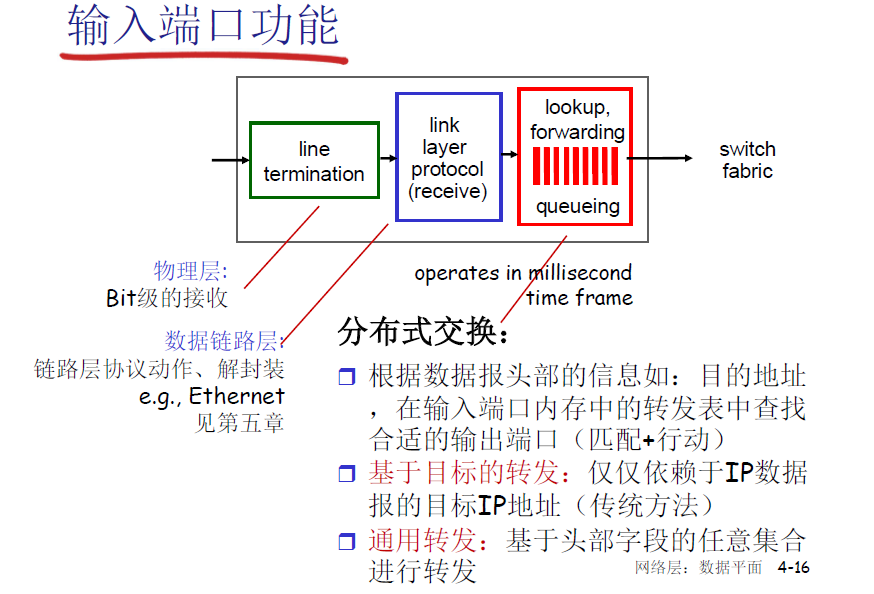 输入端口功能
line
termination
link
layer
protocol
(receive)
lookup,
forwarding
queueing
switch
fabric
物理层:
Bit级的接收
数据链路层:
链路层协议动作、解封装
e.g., Ethernet
见第五章
operates in millisecond
time frame
分布式交换:
根据数据报头部的信息如：目的地址
，在输入端口内存中的转发表中查找
合适的输出端口（匹配+行动）
基于目标的转发：仅仅依赖于IP数据
报的目标IP地址（传统方法）
通用转发：基于头部字段的任意集合
进行转发
网络层：数据平面 4-16